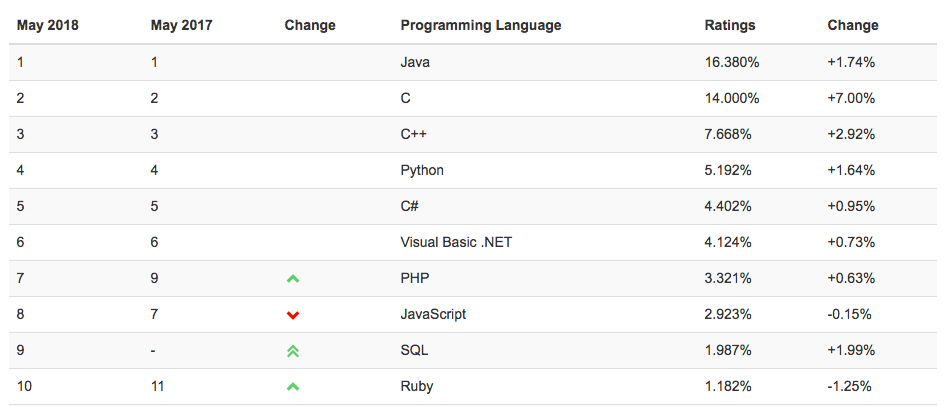 May 2018 May 2017 Change Programming Language Ratings Change
1 1 Java 16.380% +1.74%
2 2 C 14.000% +7.00%
3 3 C++ 7.668% +2.92%
4 4 Python 5.192% +1.64%
5 5 C# 4.402% +0.95%
6 6 Visual Basic .NET 4.124% +0.73%
7 9 PHP 3.321% +0.63%
8 7 JavaScript 2.923% -0.15%
9 - SQL 1.987% +1.99%
10 11 Ruby 1.182% -1.25%